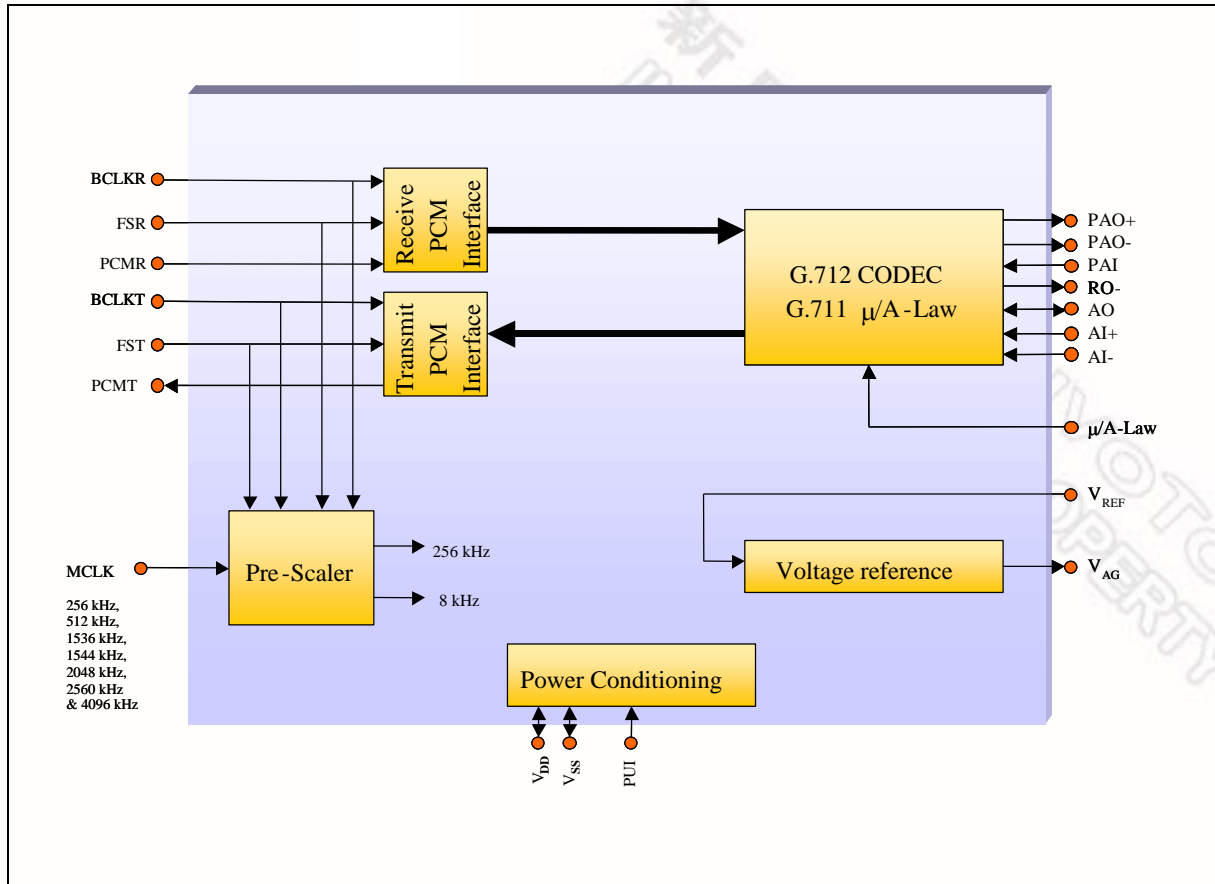 BCLKR
FSR
PCMR
BCLKT
FST
PCMT
Receive
PCM
Interface
Transmit
PCM
Interface
G.712 CODEC
G.711 μ/A-Law
PAO+
PAO-
PAI
RO-
AO
AI+
AI-
μ/A-Law
VREF
VAG
Voltage reference
Pre-Scaler
256 kHz
8 kHz
MCLK
256 kHz,
512 kHz,
1536 kHz,
1544 kHz,
2048 kHz,
2560 kHz
& 4096 kHz
Power Conditioning
VDD
VSS
PUI